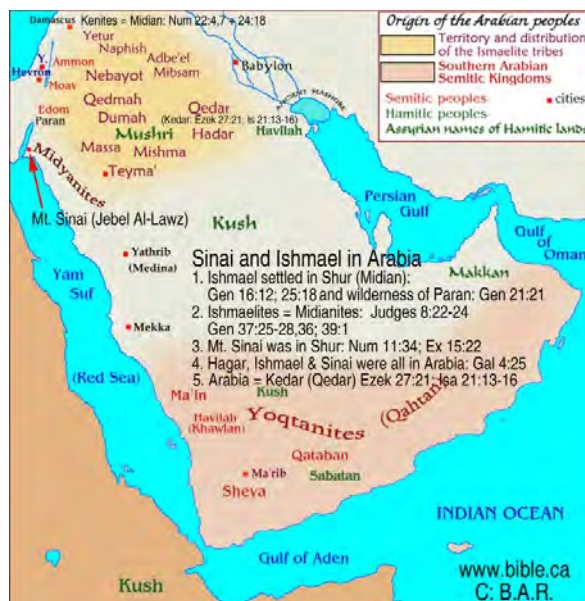 Damascus
Kenites = Midian: Num 22:4,7 + 24:18
Origin of the Arabian peoples
Territory and distribution
of the Ismaelite tribes
Southern Arabian
Semitic Kingdoms
Semitic peoples
cities
Hamitic peoples
Assyrian names of Hamitic land
Yetur
Naphish
Adbe'el
Mibsam
Y.
Ammon
Hevron
Moav
Nebayot
Babylon
ANCIENT SHORELINE
Edom
Paran
Qedmah
Dumah
Qedar
(Kedar: Ezek 27:21; Is 21:13-16)
Mushri
Hadar
Havilah
Massa
Mishma
Teyma'
Midyanites
Mt. Sinai (Jebel Al-Lawz)
Persian
Gulf
Gulf
of
Oman
Kush
Yathrib
(Medina)
Yam
Suf
Mekka
(Red Sea)
Makkan
Sinai and Ishmael in Arabia
1. Ishmael settled in Shur (Midian):
Gen 16:12; 25:18 and wilderness of Paran: Gen 21:21
2. Ishmaelites = Midianites: Judges 8:22-24
Gen 37:25-28,36; 39:1
3. Mt. Sinai was in Shur: Num 11:34; Ex 15:22
4. Hagar, Ishmael & Sinai were all in Arabia: Gal 4:25
5. Arabia = Kedar (Qedar) Ezek 27:21; Isa 21:13-16
Ma'in
Kush
Havilah
(Khawlan)
Yoqtanites
(Qahtan)
Qataban
Ma'rib
Sabatan
Sheva
INDIAN OCEAN
Gulf of Aden
Kush
www.bible.ca
C: B.A.R.